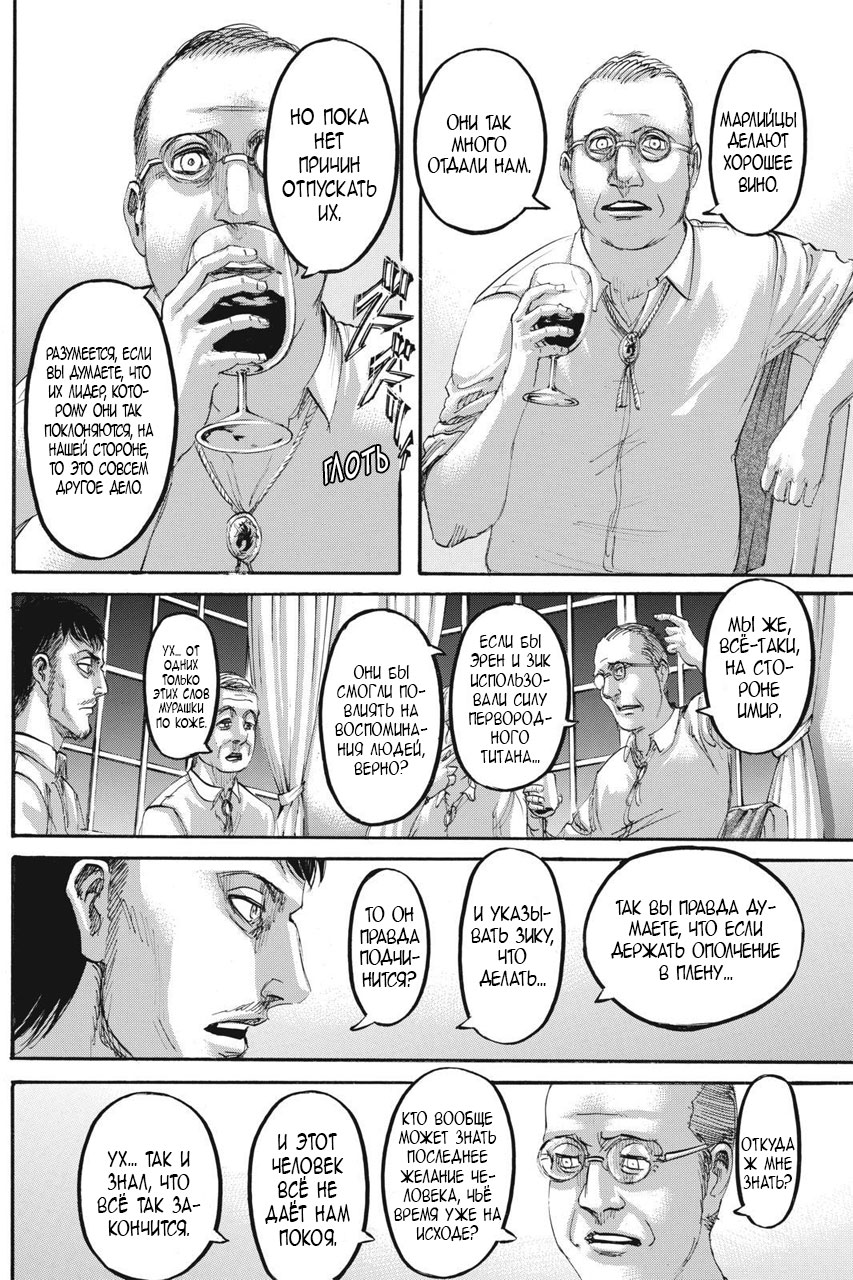 МАРЛИЙЦЫ
ДЕЛАЮТ
ХОРОШЕЕ
ВИНО.
ОНИ ТАК
МНОГО
ОТДАЛИ НАМ.
НО ПОКА
НЕТ
ПРИЧИН
ОТПУСКАТЬ
ИХ.
ГЛОТЬ
РАЗУМЕЕТСЯ, ЕСЛИ
ВЫ ДУМАЕТЕ, ЧТО
ИХ ЛИДЕР, КОТО-
РОМУ ОНИ ТАК
ПОКЛОНЯЮТСЯ, НА
НАШЕЙ СТОРОНЕ,
ТО ЭТО СОВСЕМ
ДРУГОЕ ДЕЛО.
МЫ ЖЕ,
ВСЁ-ТАКИ,
НА СТО-
РОНЕ
ИМИР.
ЕСЛИ БЫ
ЭРЕН И ЗИК
ИСПОЛЬЗО-
ВАЛИ СИЛУ
ПЕРВОРОД-
НОГО
ТИТАНА...
ОНИ БЫ
СМОГЛИ ПО-
ВЛИЯТЬ НА
ВОСПОМИНА-
НИЯ ЛЮДЕЙ,
ВЕРНО?
УХ... ОТ
ОДНИХ
ТОЛЬКО
ЭТИХ СЛОВ
МУРАШКИ
ПО КОЖЕ.
ТАК ВЫ ПРАВДА ДУ-
МАЕТЕ, ЧТО ЕСЛИ
ДЕРЖАТЬ ОПОЛЧЕНИЕ
В ПЛЕНУ...
И УКАЗЫ-
ВАТЬ ЗИКУ,
ЧТО
ДЕЛАТЬ...
ТО ОН
ПРАВДА
ПОДЧИ-
НИТСЯ?
ОТКУДА
Ж МНЕ
ЗНАТЬ?
КТО ВООБЩЕ
МОЖЕТ ЗНАТЬ
ПОСЛЕДНЕЕ
ЖЕЛАНИЕ ЧЕ-
ЛОВЕКА, ЧЬЁ
ВРЕМЯ УЖЕ НА
ИСХОДЕ?
И ЭТОТ
ЧЕЛОВЕК
ВСЁ НЕ
ДАЁТ НАМ
ПОКОЯ.
УХ... ТАК И
ЗНАЛ, ЧТО
ВСЁ ТАК ЗА-
КОНЧИТСЯ.